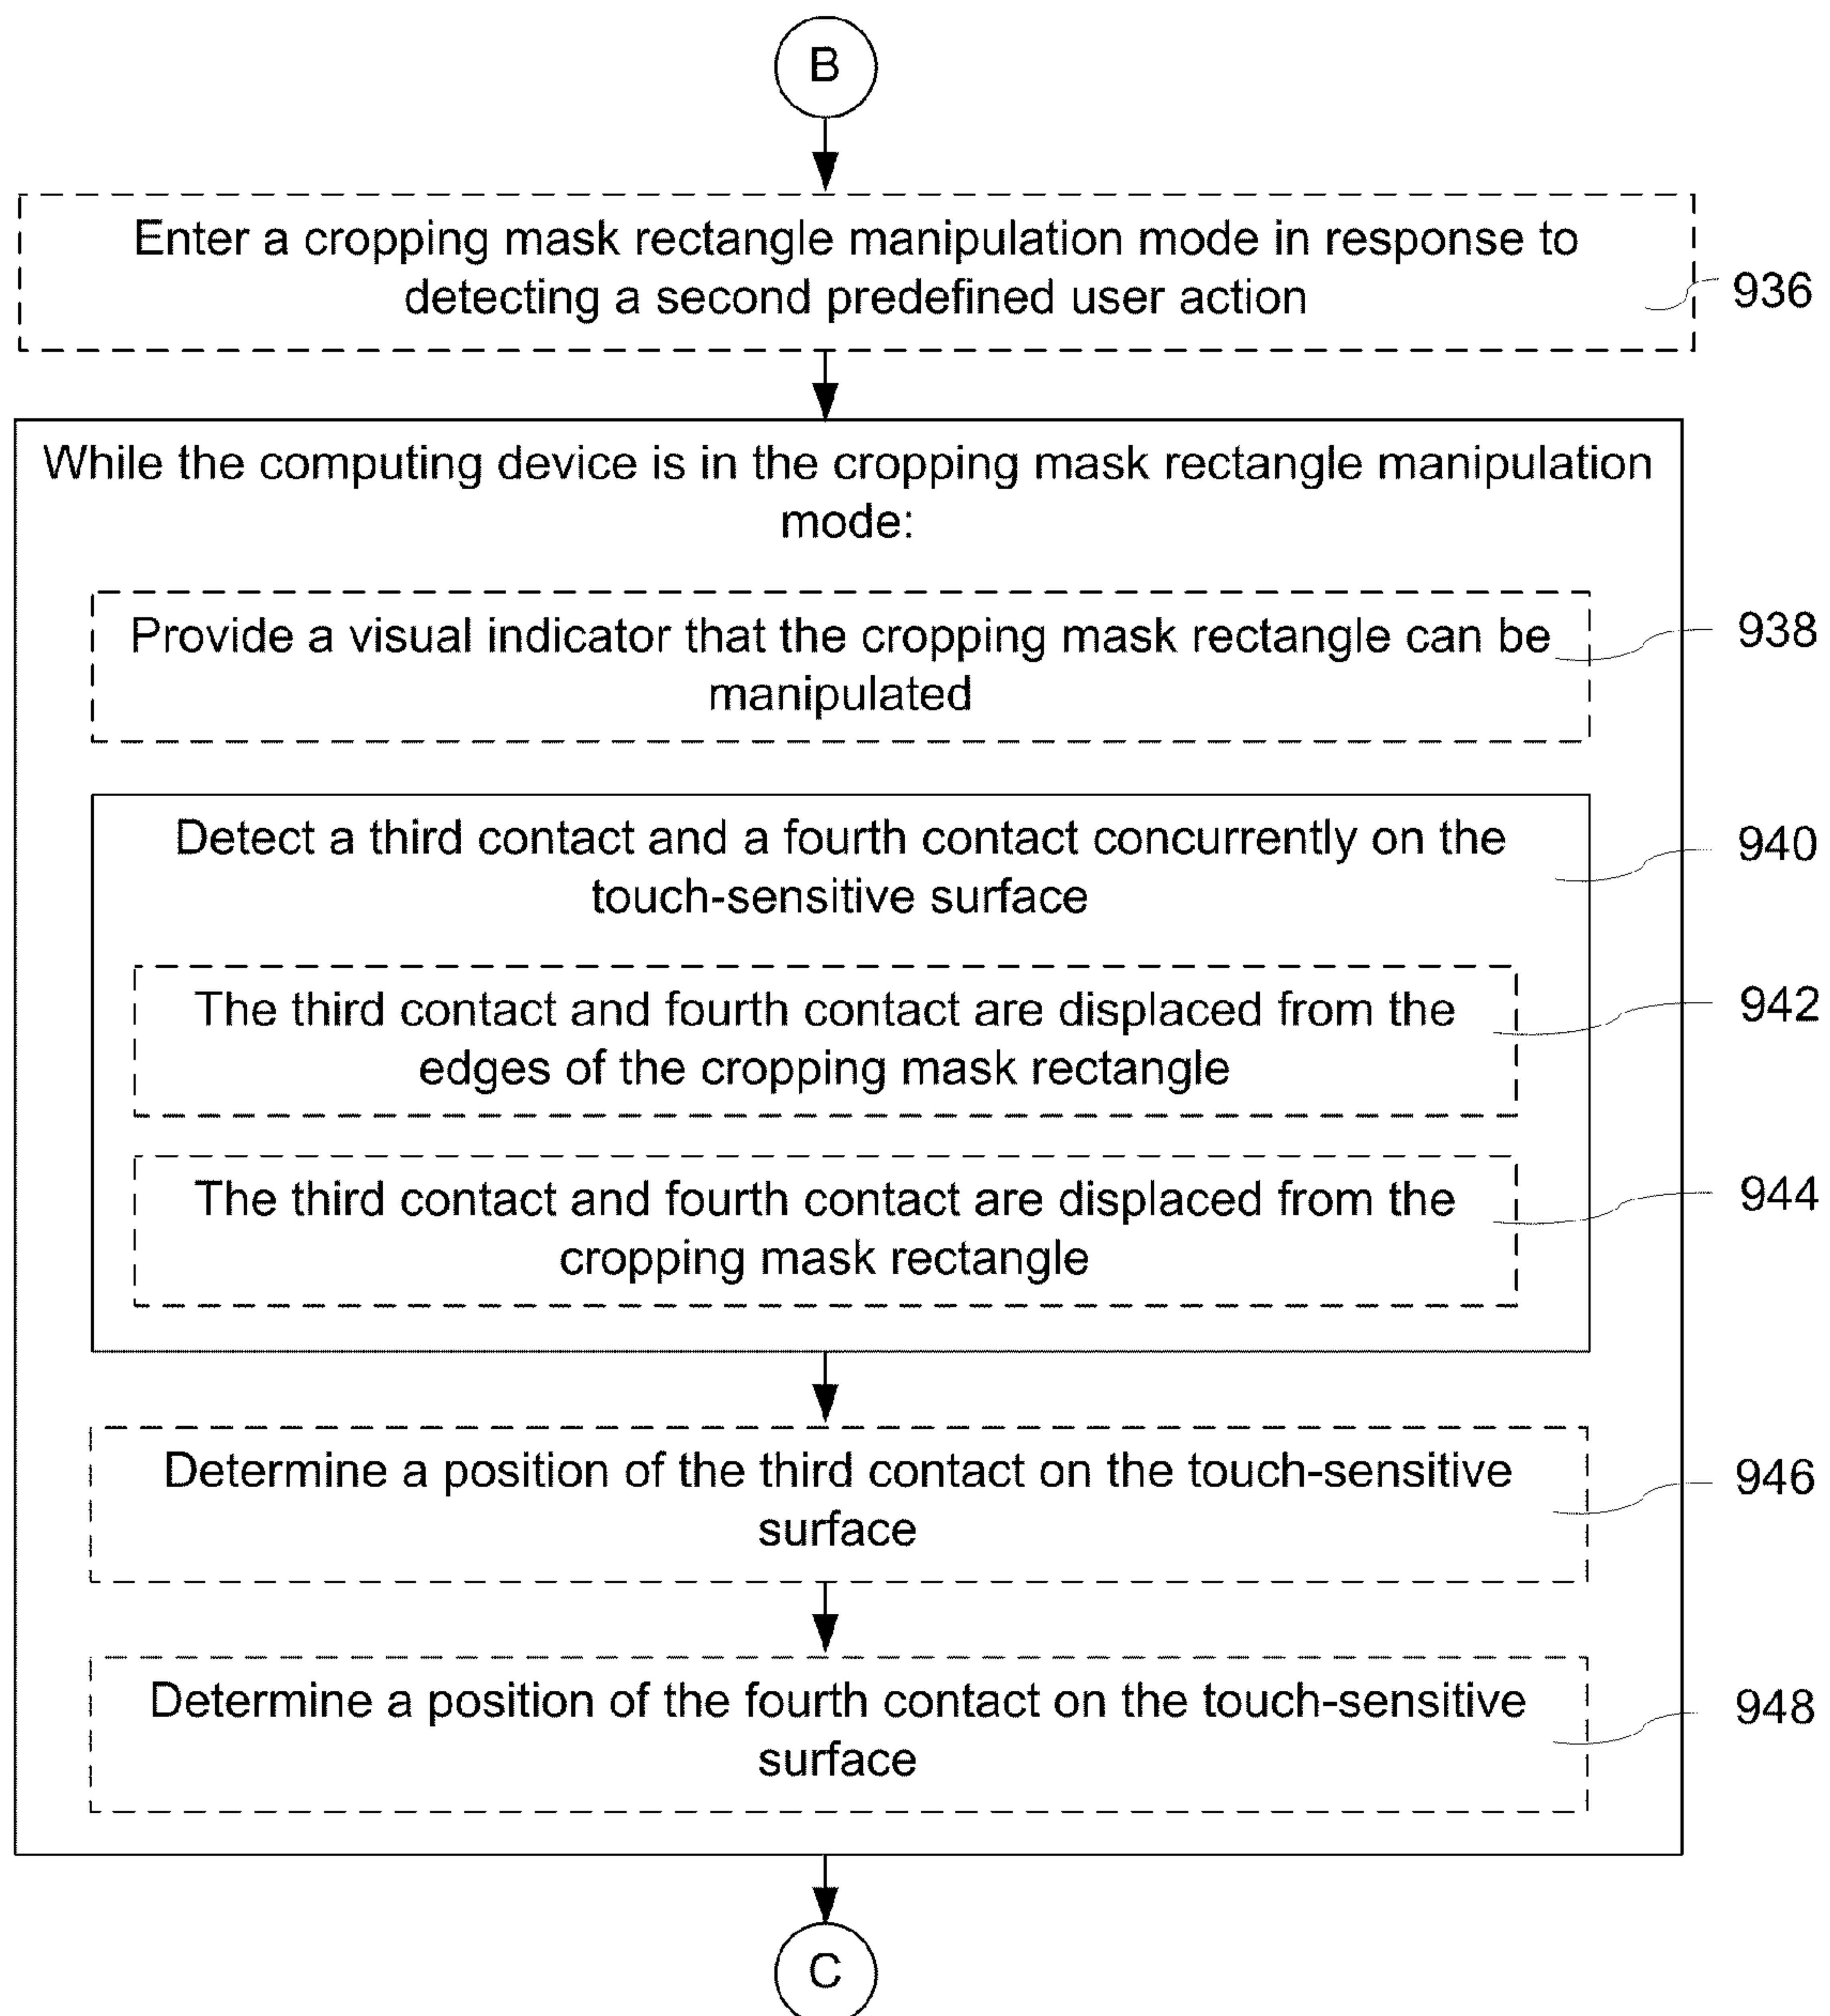 B
Enter a cropping mask rectangle manipulation mode in response to
detecting a second predefined user action
936
While the computing device is in the cropping mask rectangle manipulation
mode:
Provide a visual indicator that the cropping mask rectangle can be
manipulated
938
Detect a third contact and a fourth contact concurrently on the
touch-sensitive surface
940
The third contact and fourth contact are displaced from the
edges of the cropping mask rectangle
942
The third contact and fourth contact are displaced from the
cropping mask rectangle
944
Determine a position of the third contact on the touch-sensitive
surface
946
Determine a position of the fourth contact on the touch-sensitive
surface
948
C